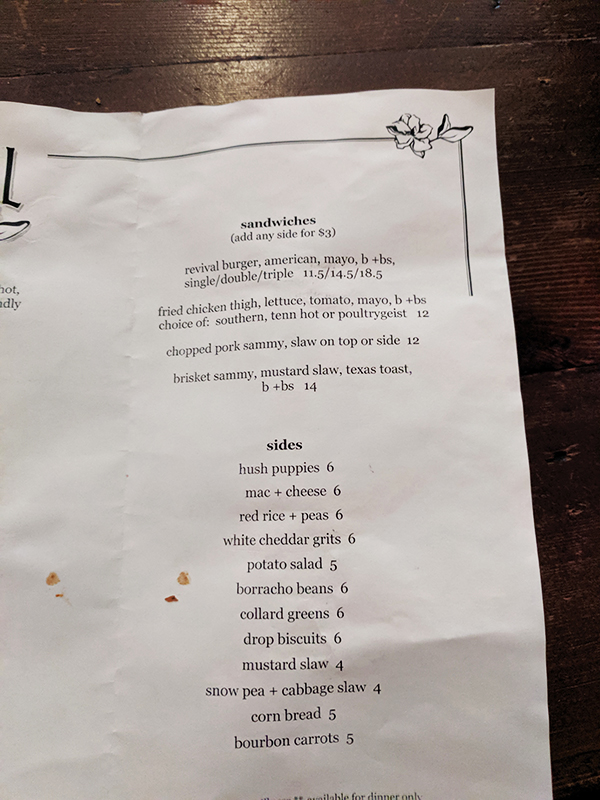 sandwiches
(add any side for $3)
revival burger, american, mayo, b +bs,
single/double/triple 11.5/14.5/18.5
fried chicken thigh, lettuce, tomato, mayo, b +bs
choice of: southern, tenn hot or poultrygeist 12
chopped pork sammy, slaw on top or side 12
brisket sammy, mustard slaw, texas toast,
b +bs 14
sides
hush puppies 6
mac + cheese 6
red rice + peas 6
white cheddar grits 6
potato salad 5
borracho beans 6
collard greens 6
drop biscuits 6
mustard slaw 4
snow pea + cabbage slaw 4
corn bread 5
bourbon carrots 5
** available for dinner only